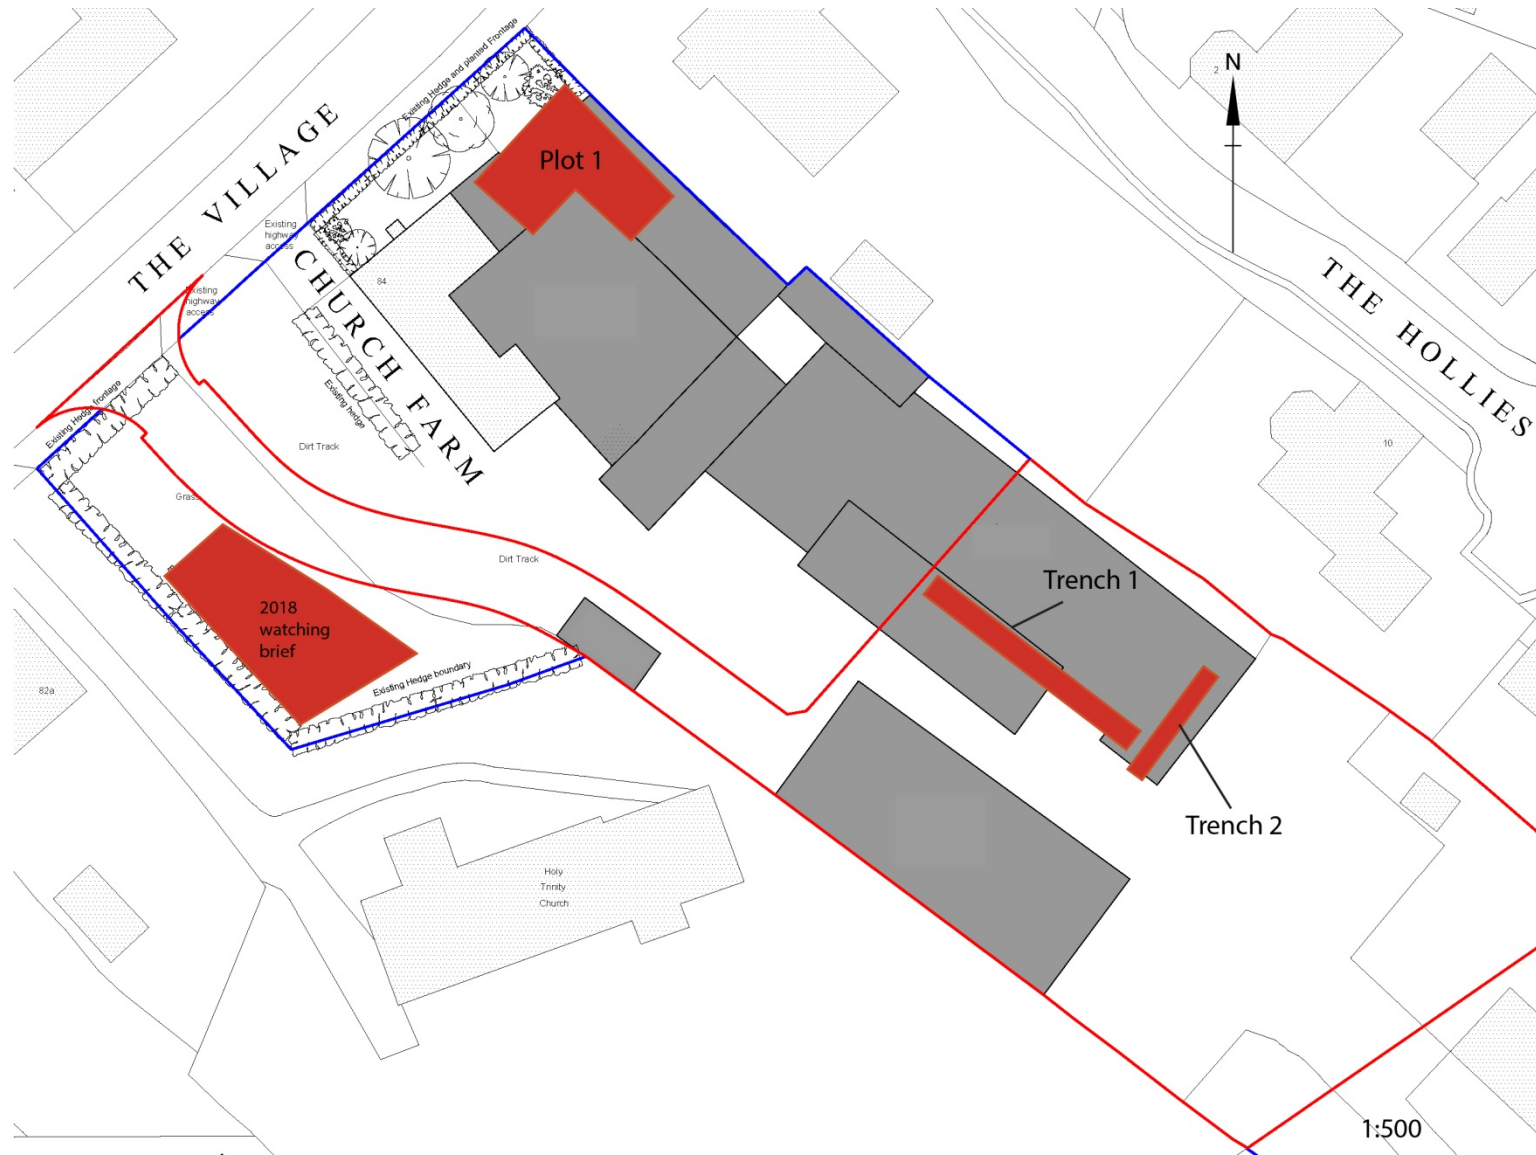 Existing Hedge and planted Frontage
2
N
THE VILLAGE
Plot 1
Existing
highway
access
CHURCH FARM
84
Existing
highway
access
THE HOLLIES
Existing Hedge frontage
Existing hedge
Dirt Track
10
Grass
Dirt Track
Trench 1
2018
watching
brief
Existing Hedge boundary
82a
Trench 2
Holy
Trinity
Church
1:500